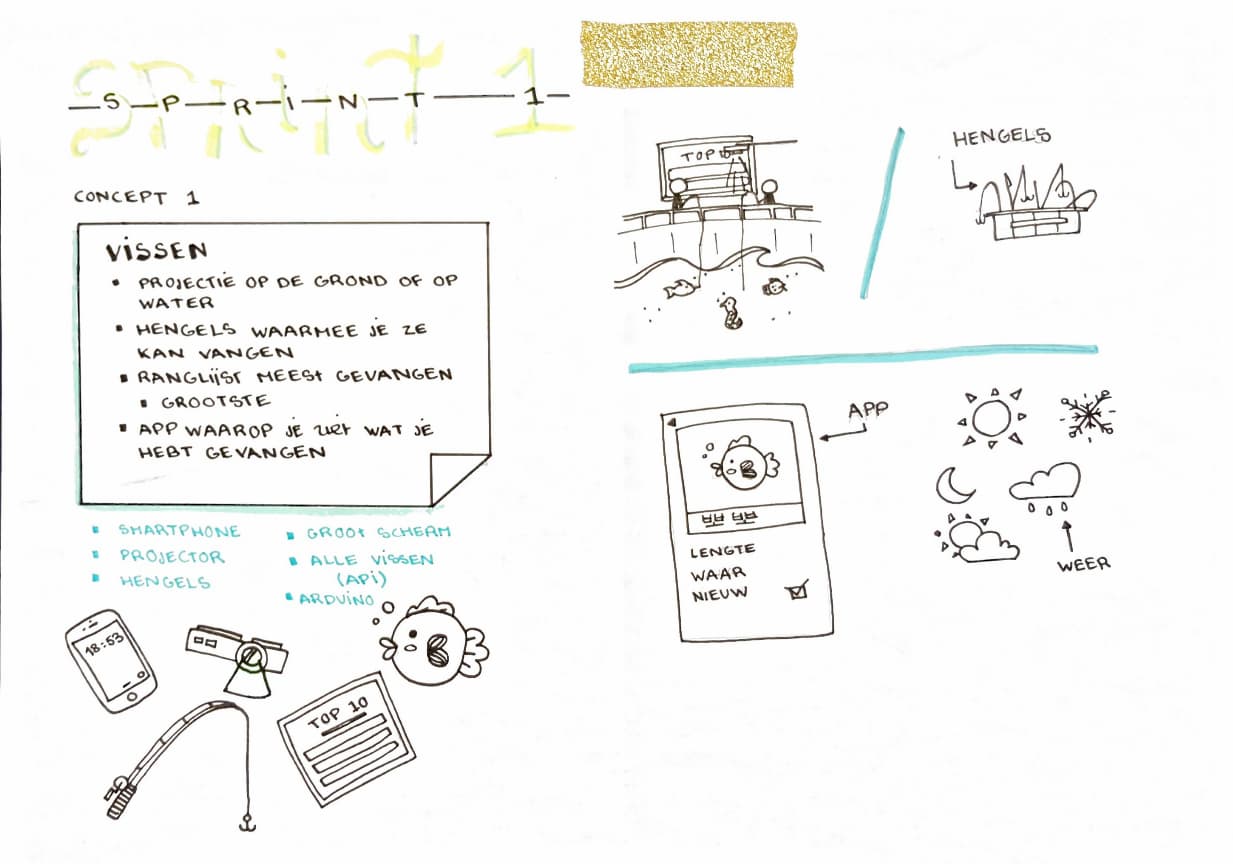 SPRiNT 1
CONCEPT 1
ViSSEN
PROJECTIE OP DE GROND OF OP
WATER
HENGELS WAARMEE JE ZE
KAN VANGEN
RANGLIJST MEESt GEVANGEN
GROOTSTE
APP WAAROP JE ziet WAT JE
HEBT GEVANGEN
SMARTPHONE
PROJECTOR
HENGELS
GROOt SCHERM
ALLE ViSSEN
(APi)
ARDUiNO
18:53
TOP 10
TOP
HENGELS
APP
뽀 뽀
LENGTE
WAAR
NIEUW
WEER